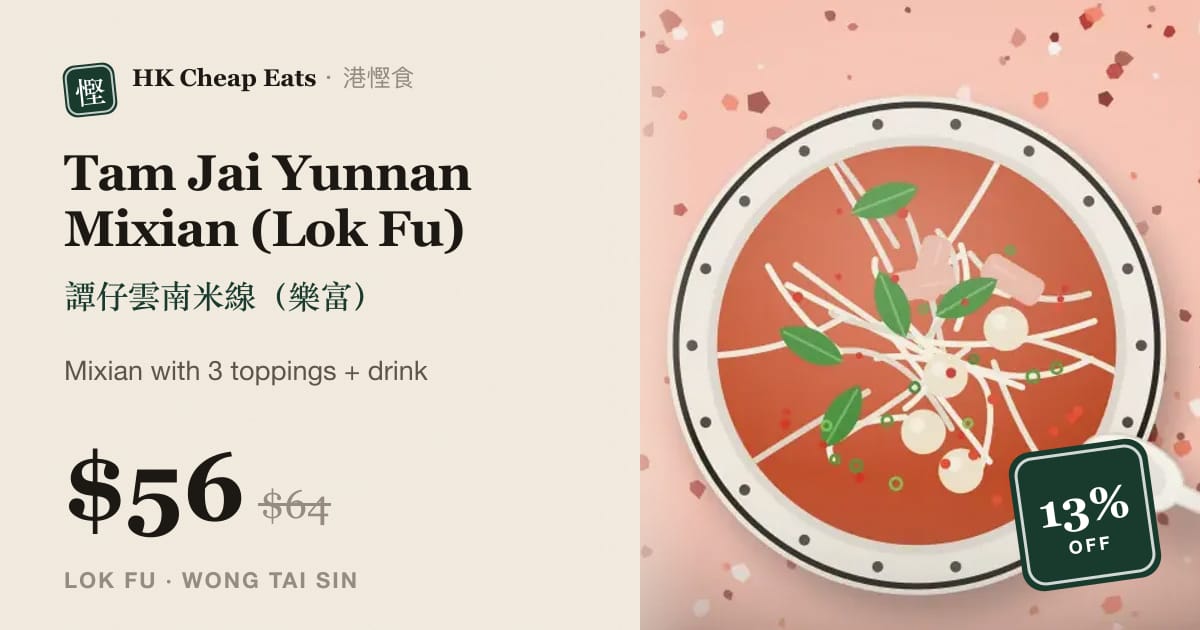 慳
HK Cheap Eats · 港慳食
Tam Jai Yunnan
Mixian (Lok Fu)
譚仔雲南米線（樂富）
Mixian with 3 toppings + drink
$56 $64
LOK FU · WONG TAI SIN
13%
OFF